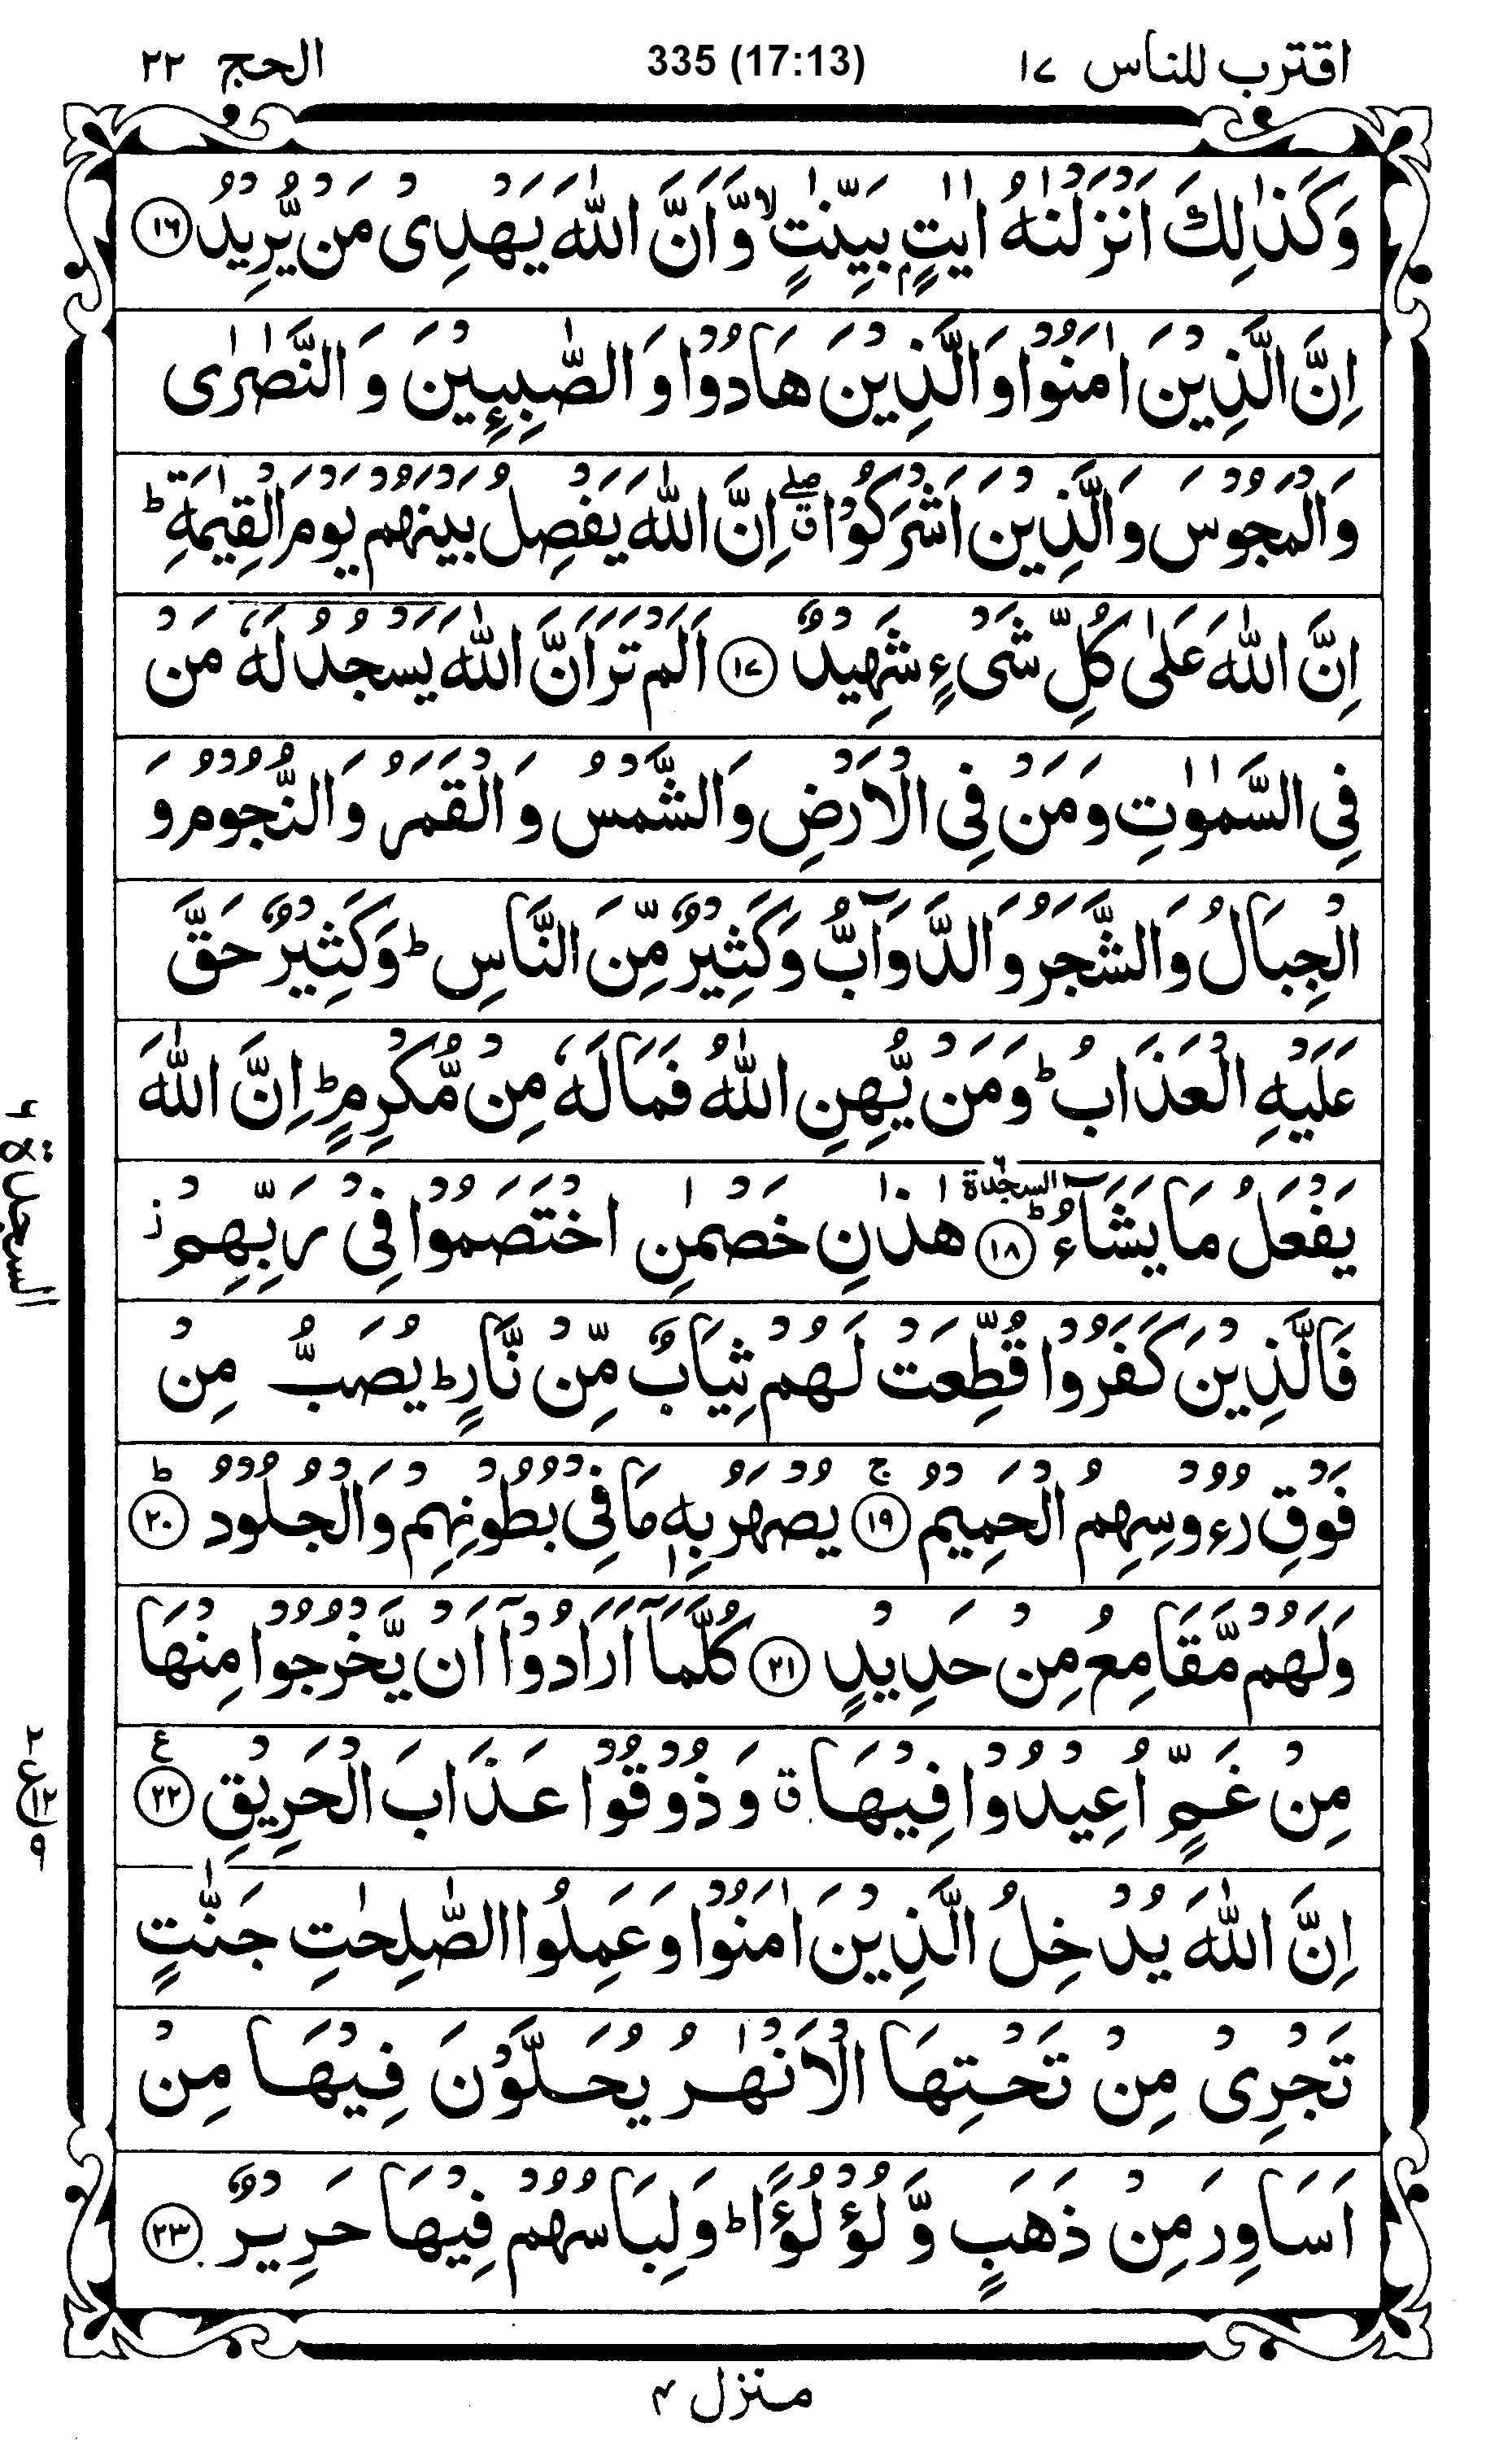 اقترب للناس ١٧ 335 (17:13) الحج ٢٢
وَكَذٰلِكَ اَنْزَلْنٰهُ اٰيٰتٍۭ بَيِّنٰتٍ ۙ وَّاَنَّ اللّٰهَ يَهْدِىْ مَنْ يُّرِيْدُ ﴿١٦﴾
اِنَّ الَّذِيْنَ اٰمَنُوْا وَالَّذِيْنَ هَادُوْا وَ الصّٰبِـِٕيْنَ وَ النَّصٰرٰى
وَالْمَجُوْسَ وَالَّذِيْنَ اَشْرَكُوْۤا ۖۗ اِنَّ اللّٰهَ يَفْصِلُ بَيْنَهُمْ يَوْمَ الْقِيٰمَةِ ؕ
اِنَّ اللّٰهَ عَلٰى كُلِّ شَىْءٍ شَهِيْدٌ ﴿١٧﴾ اَلَمْ تَرَ اَنَّ اللّٰهَ يَسْجُدُ لَهٗ مَنْ
فِى السَّمٰوٰتِ وَمَنْ فِى الْاَرْضِ وَالشَّمْسُ وَالْقَمَرُ وَالنُّجُوْمُ وَ
الْجِبَالُ وَالشَّجَرُ وَالدَّوَآبُّ وَكَثِيْرٌ مِّنَ النَّاسِ ؕ وَكَثِيْرٌ حَقَّ
عَلَيْهِ الْعَذَابُ ؕ وَمَنْ يُّهِنِ اللّٰهُ فَمَا لَهٗ مِنْ مُّكْرِمٍ ؕ اِنَّ اللّٰهَ
يَفْعَلُ مَا يَشَآءُ ؕ ﴿١٨﴾ السجدة هٰذٰنِ خَصْمٰنِ اخْتَصَمُوْا فِىْ رَبِّهِمْ ز
فَالَّذِيْنَ كَفَرُوْا قُطِّعَتْ لَهُمْ ثِيَابٌ مِّنْ نَّارٍ ؕ يُصَبُّ مِنْ
فَوْقِ رُءُوْسِهِمُ الْحَمِيْمُ ۚ ﴿١٩﴾ يُصْهَرُ بِهٖ مَا فِىْ بُطُوْنِهِمْ وَالْجُلُوْدُ ؕ ﴿٢٠﴾
وَلَهُمْ مَّقَامِعُ مِنْ حَدِيْدٍ ﴿٢١﴾ كُلَّمَاۤ اَرَادُوْۤا اَنْ يَّخْرُجُوْا مِنْهَا
مِنْ غَمٍّ اُعِيْدُوْا فِيْهَا ق وَذُوْقُوْا عَذَابَ الْحَرِيْقِ ع ﴿٢٢﴾
اِنَّ اللّٰهَ يُدْخِلُ الَّذِيْنَ اٰمَنُوْا وَعَمِلُوا الصّٰلِحٰتِ جَنّٰتٍ
تَجْرِىْ مِنْ تَحْتِهَا الْاَنْهٰرُ يُحَلَّوْنَ فِيْهَا مِنْ
اَسَاوِرَ مِنْ ذَهَبٍ وَّ لُؤْلُؤًا ؕ وَلِبَاسُهُمْ فِيْهَا حَرِيْرٌ ﴿٢٣﴾
السجدة ٦
ع ٢ ١٢ ٩
منزل ٤